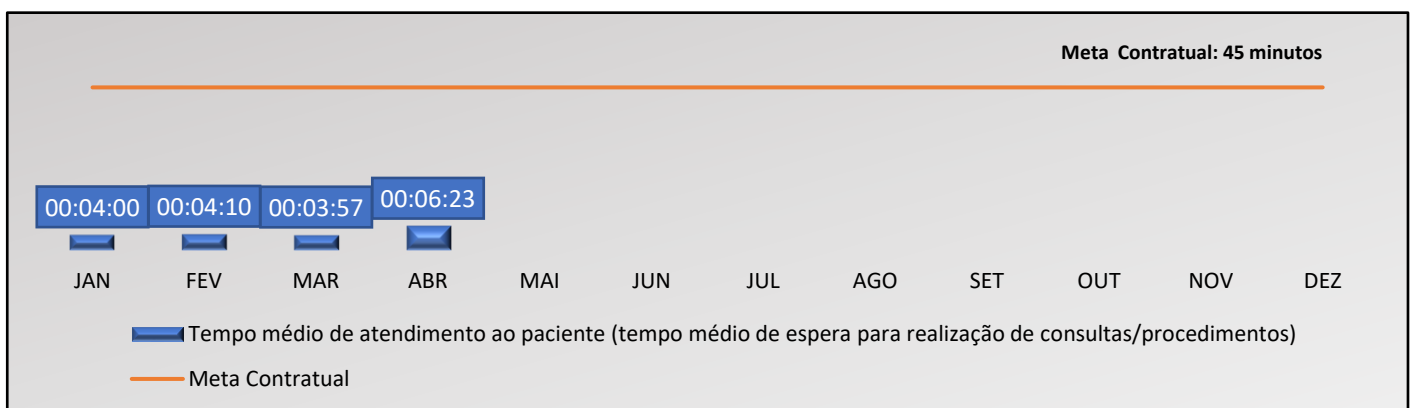 Meta Contratual: 45 minutos
00:04:00 00:04:10 00:03:57 00:06:23
JAN FEV MAR ABR MAI JUN JUL AGO SET OUT NOV DEZ
Tempo médio de atendimento ao paciente (tempo médio de espera para realização de consultas/procedimentos)
Meta Contratual